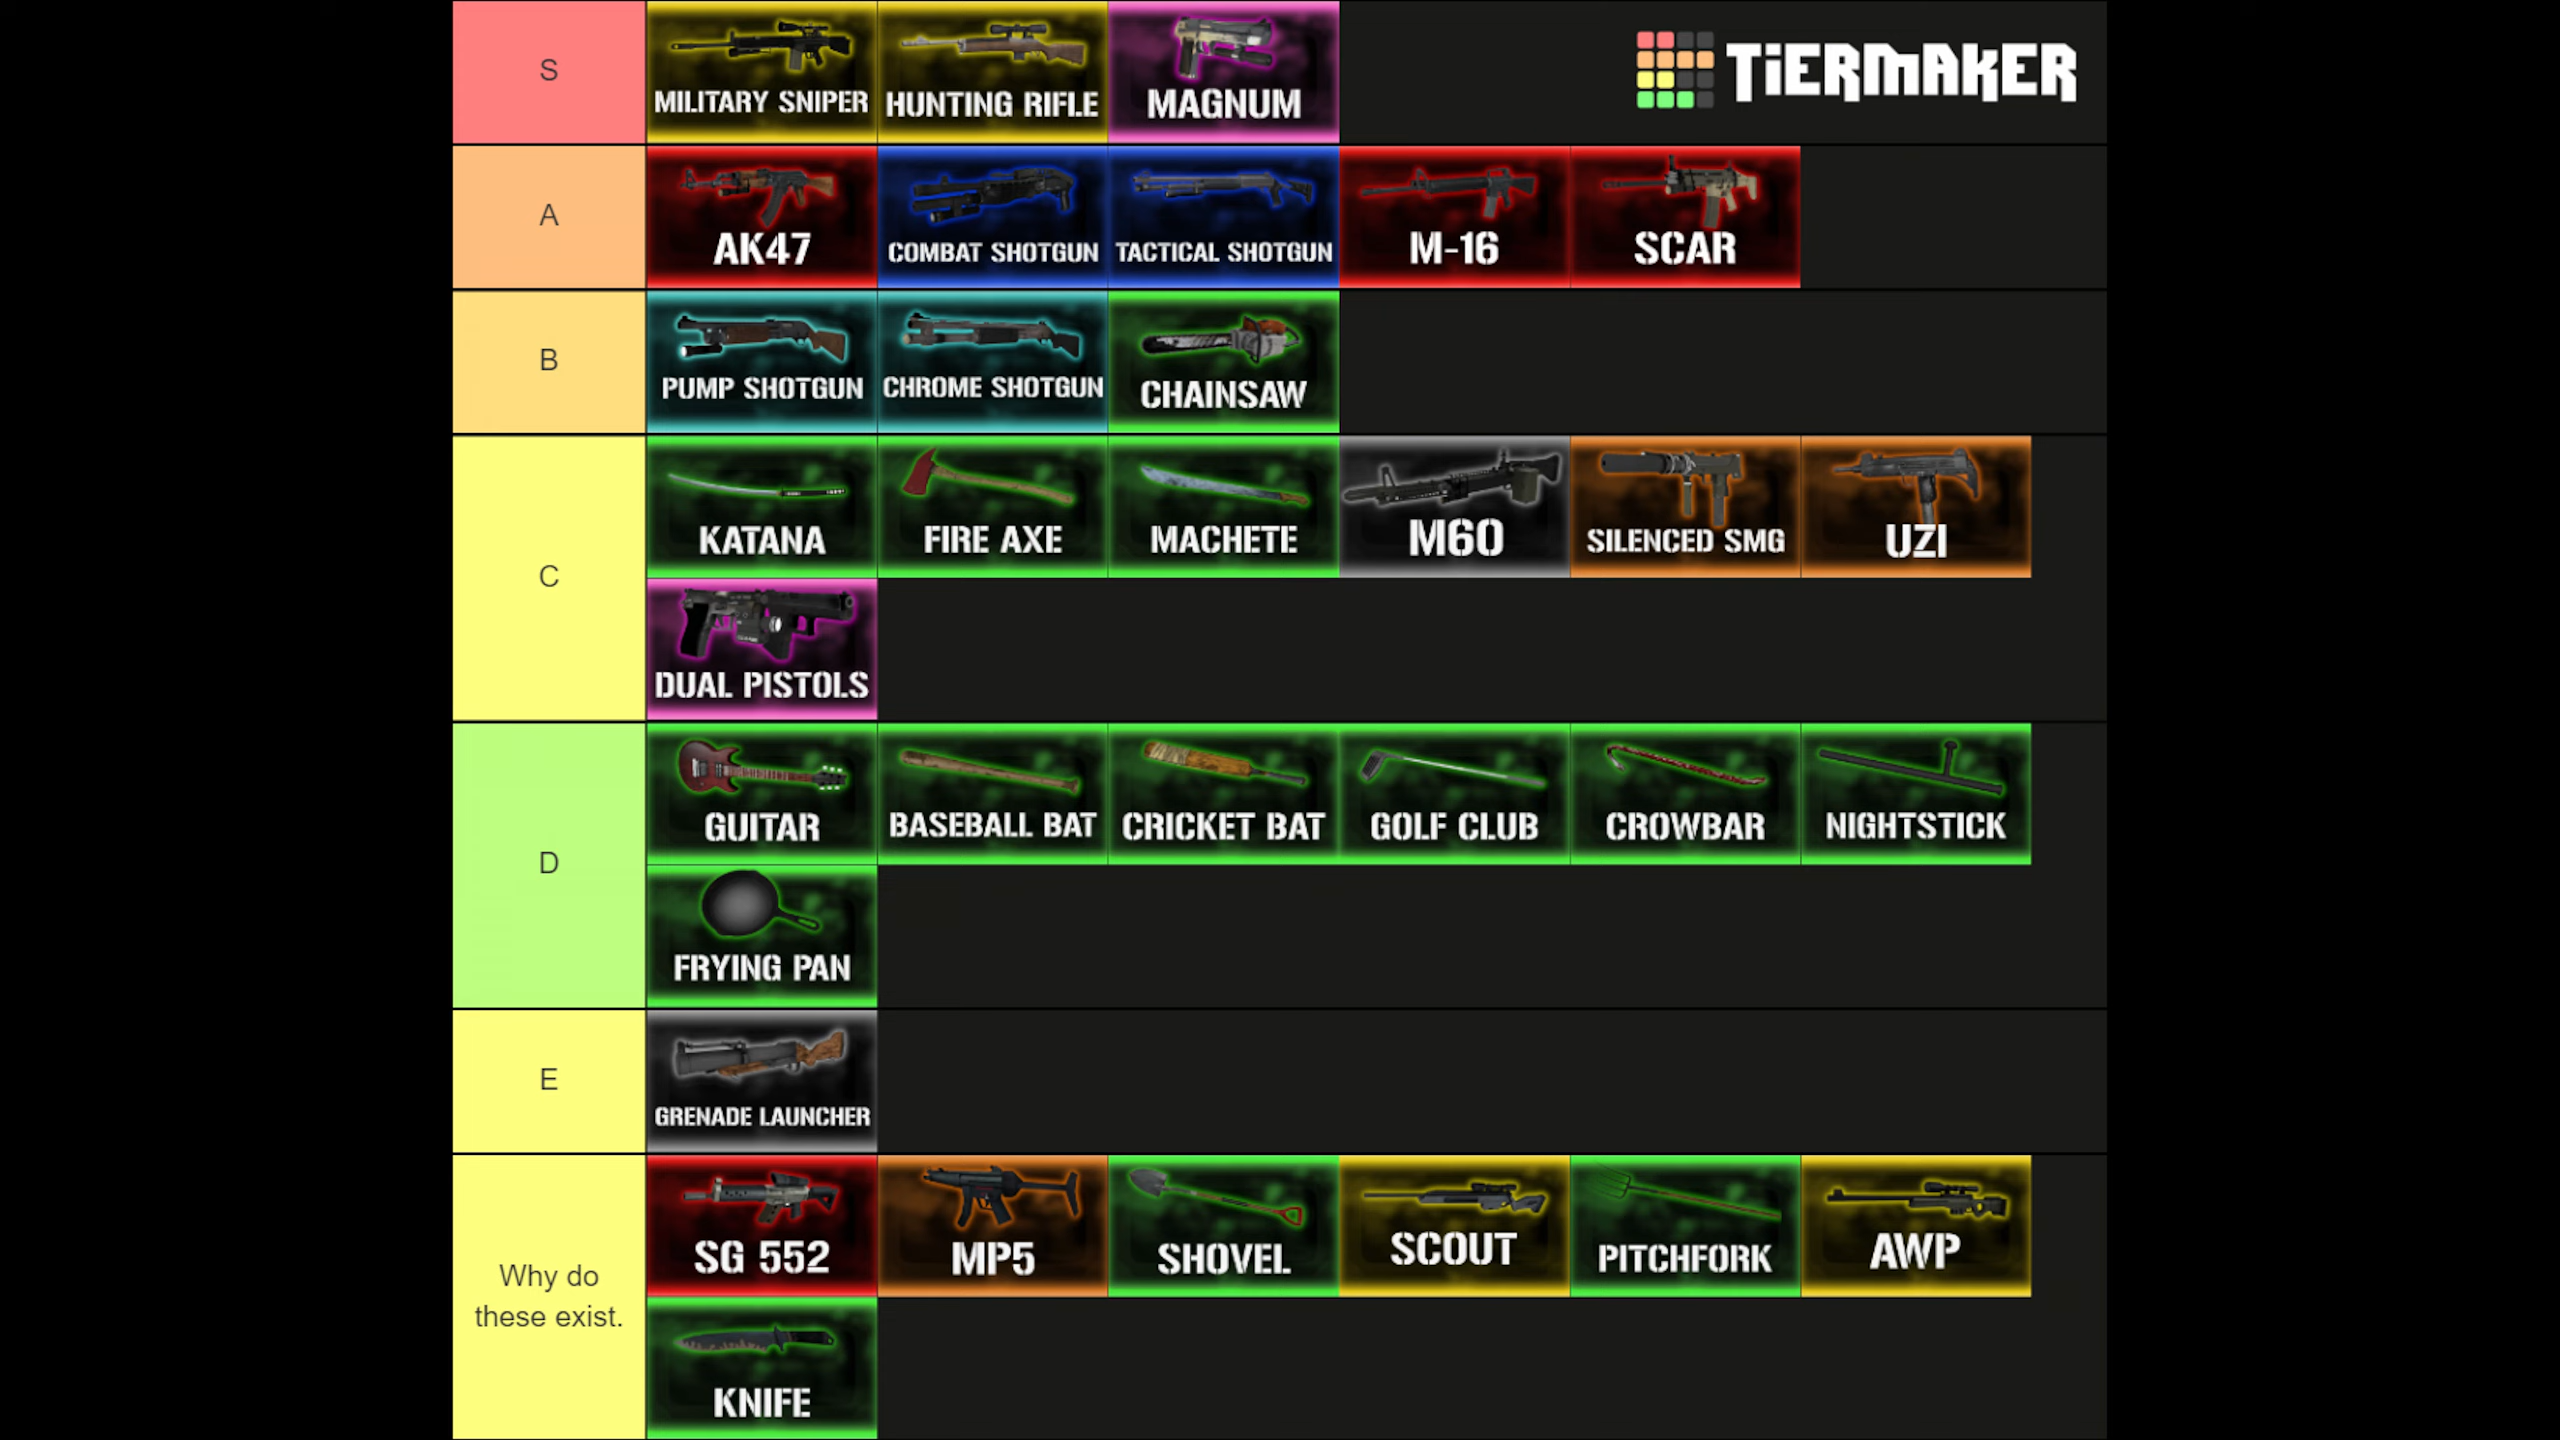 S
MILITARY SNIPER
HUNTING RIFLE
MAGNUM
TiERMAKER
A
AK47
COMBAT SHOTGUN
TACTICAL SHOTGUN
M-16
SCAR
B
PUMP SHOTGUN
CHROME SHOTGUN
CHAINSAW
C
KATANA
FIRE AXE
MACHETE
M60
SILENCED SMG
UZI
DUAL PISTOLS
D
GUITAR
BASEBALL BAT
CRICKET BAT
GOLF CLUB
CROWBAR
NIGHTSTICK
FRYING PAN
E
GRENADE LAUNCHER
Why do
these exist.
SG 552
MP5
SHOVEL
SCOUT
PITCHFORK
AWP
KNIFE